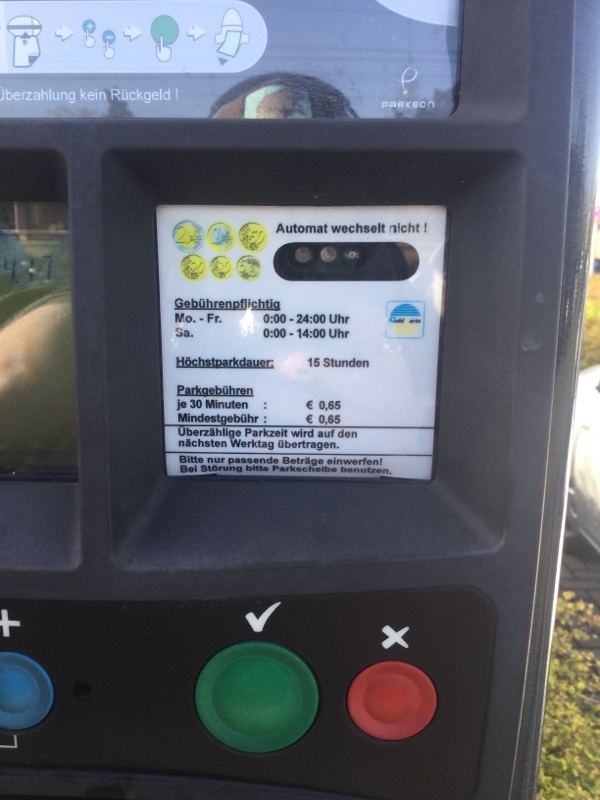 Überzahlung kein Rückgeld !
PARKEON
Automat wechselt nicht !
Gebührenpflichtig
Mo. - Fr. 0:00 - 24:00 Uhr
Sa. 0:00 - 14:00 Uhr
Höchstparkdauer: 15 Stunden
Parkgebühren
je 30 Minuten : € 0,65
Mindestgebühr : € 0,65
Überzählige Parkzeit wird auf den
nächsten Werktag übertragen.
Bitte nur passende Beträge einwerfen!
Bei Störung bitte Parkscheibe benutzen.